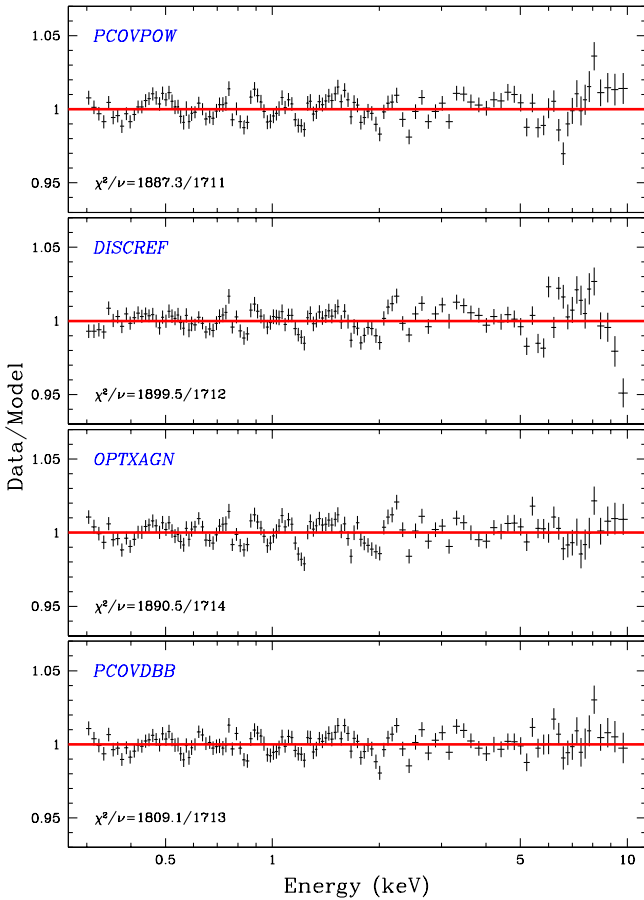 1.05
PCOVPOW
1
0.95
χ²/ν=1887.3/1711
1.05
DISCREF
1
0.95
χ²/ν=1899.5/1712
Data/Model
1.05
OPTXAGN
1
0.95
χ²/ν=1890.5/1714
1.05
PCOVDBB
1
0.95
χ²/ν=1809.1/1713
0.5 1 5 10
Energy (keV)